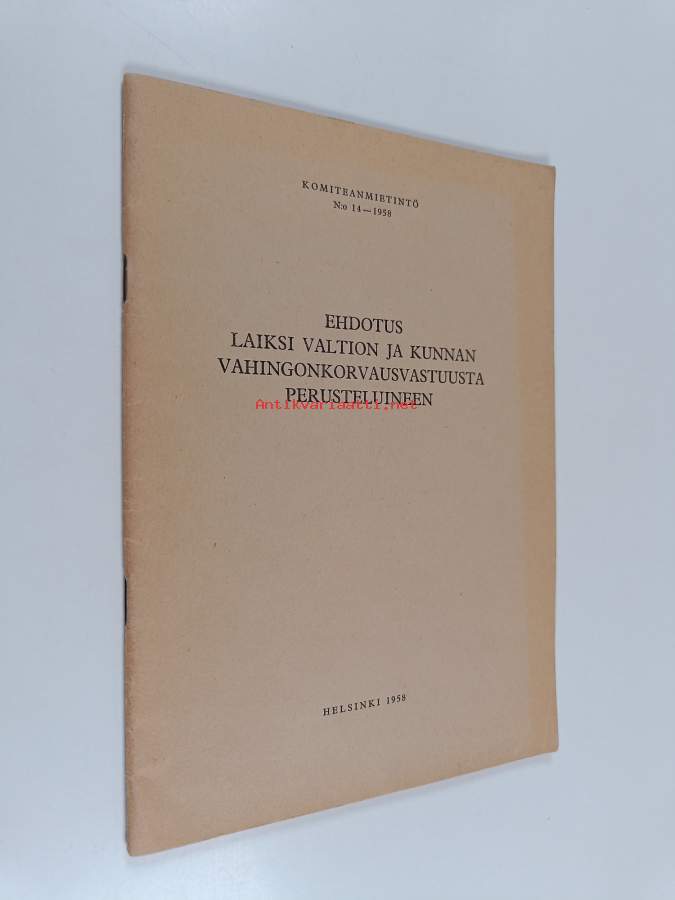 KOMITEANMIETINTÖ
N:o 14—1958
EHDOTUS
LAIKSI VALTION JA KUNNAN
VAHINGONKORVAUSVASTUUSTA
PERUSTELUINEEN
Antikvariaatti.net
HELSINKI 1958